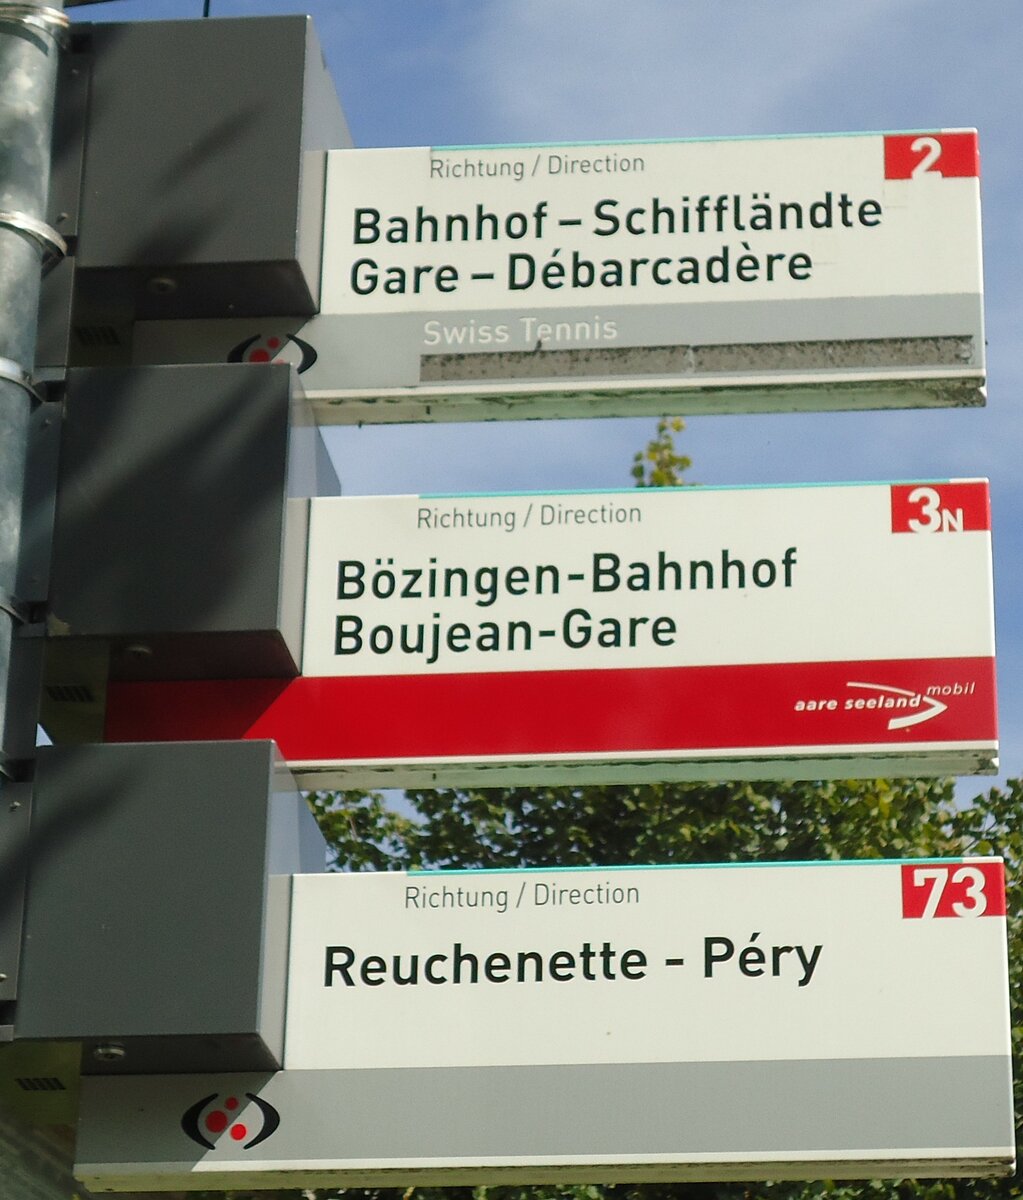 Richtung / Direction
2
Bahnhof – Schiffländte
Gare – Débarcadère
Swiss Tennis
Richtung / Direction
3N
Bözingen-Bahnhof
Boujean-Gare
aare seeland mobil
Richtung / Direction
73
Reuchenette - Péry